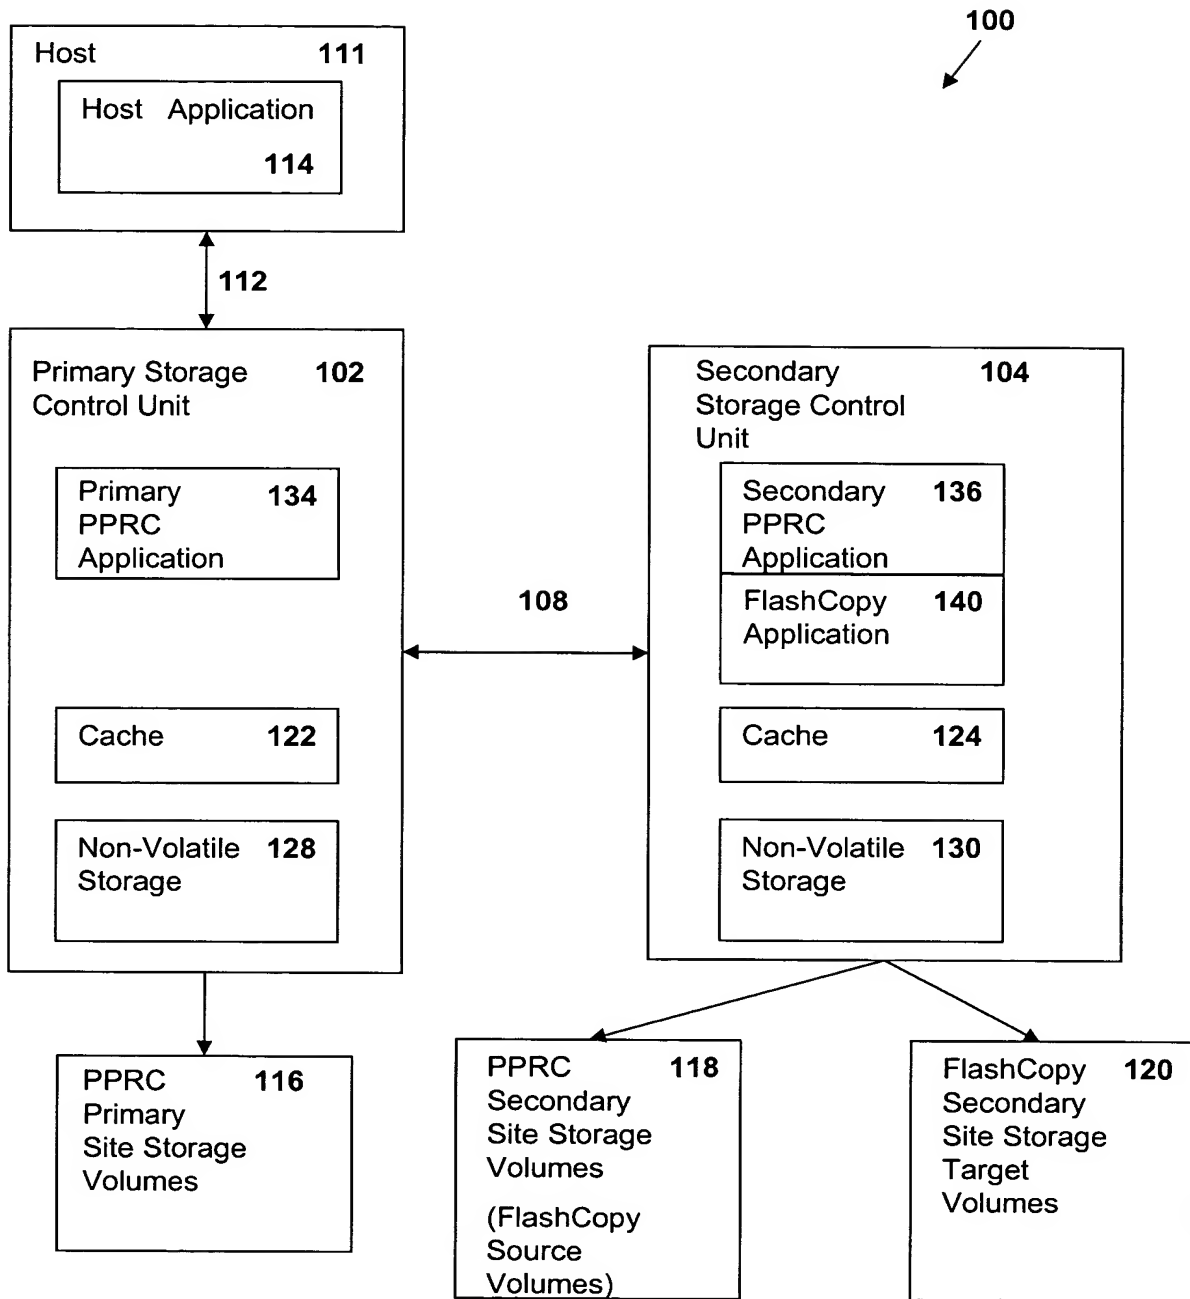 100
Host 111
Host Application
114
112
Primary Storage 102
Control Unit
Primary 134
PPRC
Application
Cache 122
Non-Volatile 128
Storage
108
Secondary 104
Storage Control
Unit
Secondary 136
PPRC
Application
FlashCopy 140
Application
Cache 124
Non-Volatile 130
Storage
PPRC 116
Primary
Site Storage
Volumes
PPRC 118
Secondary
Site Storage
Volumes
(FlashCopy
Source
Volumes)
FlashCopy 120
Secondary
Site Storage
Target
Volumes